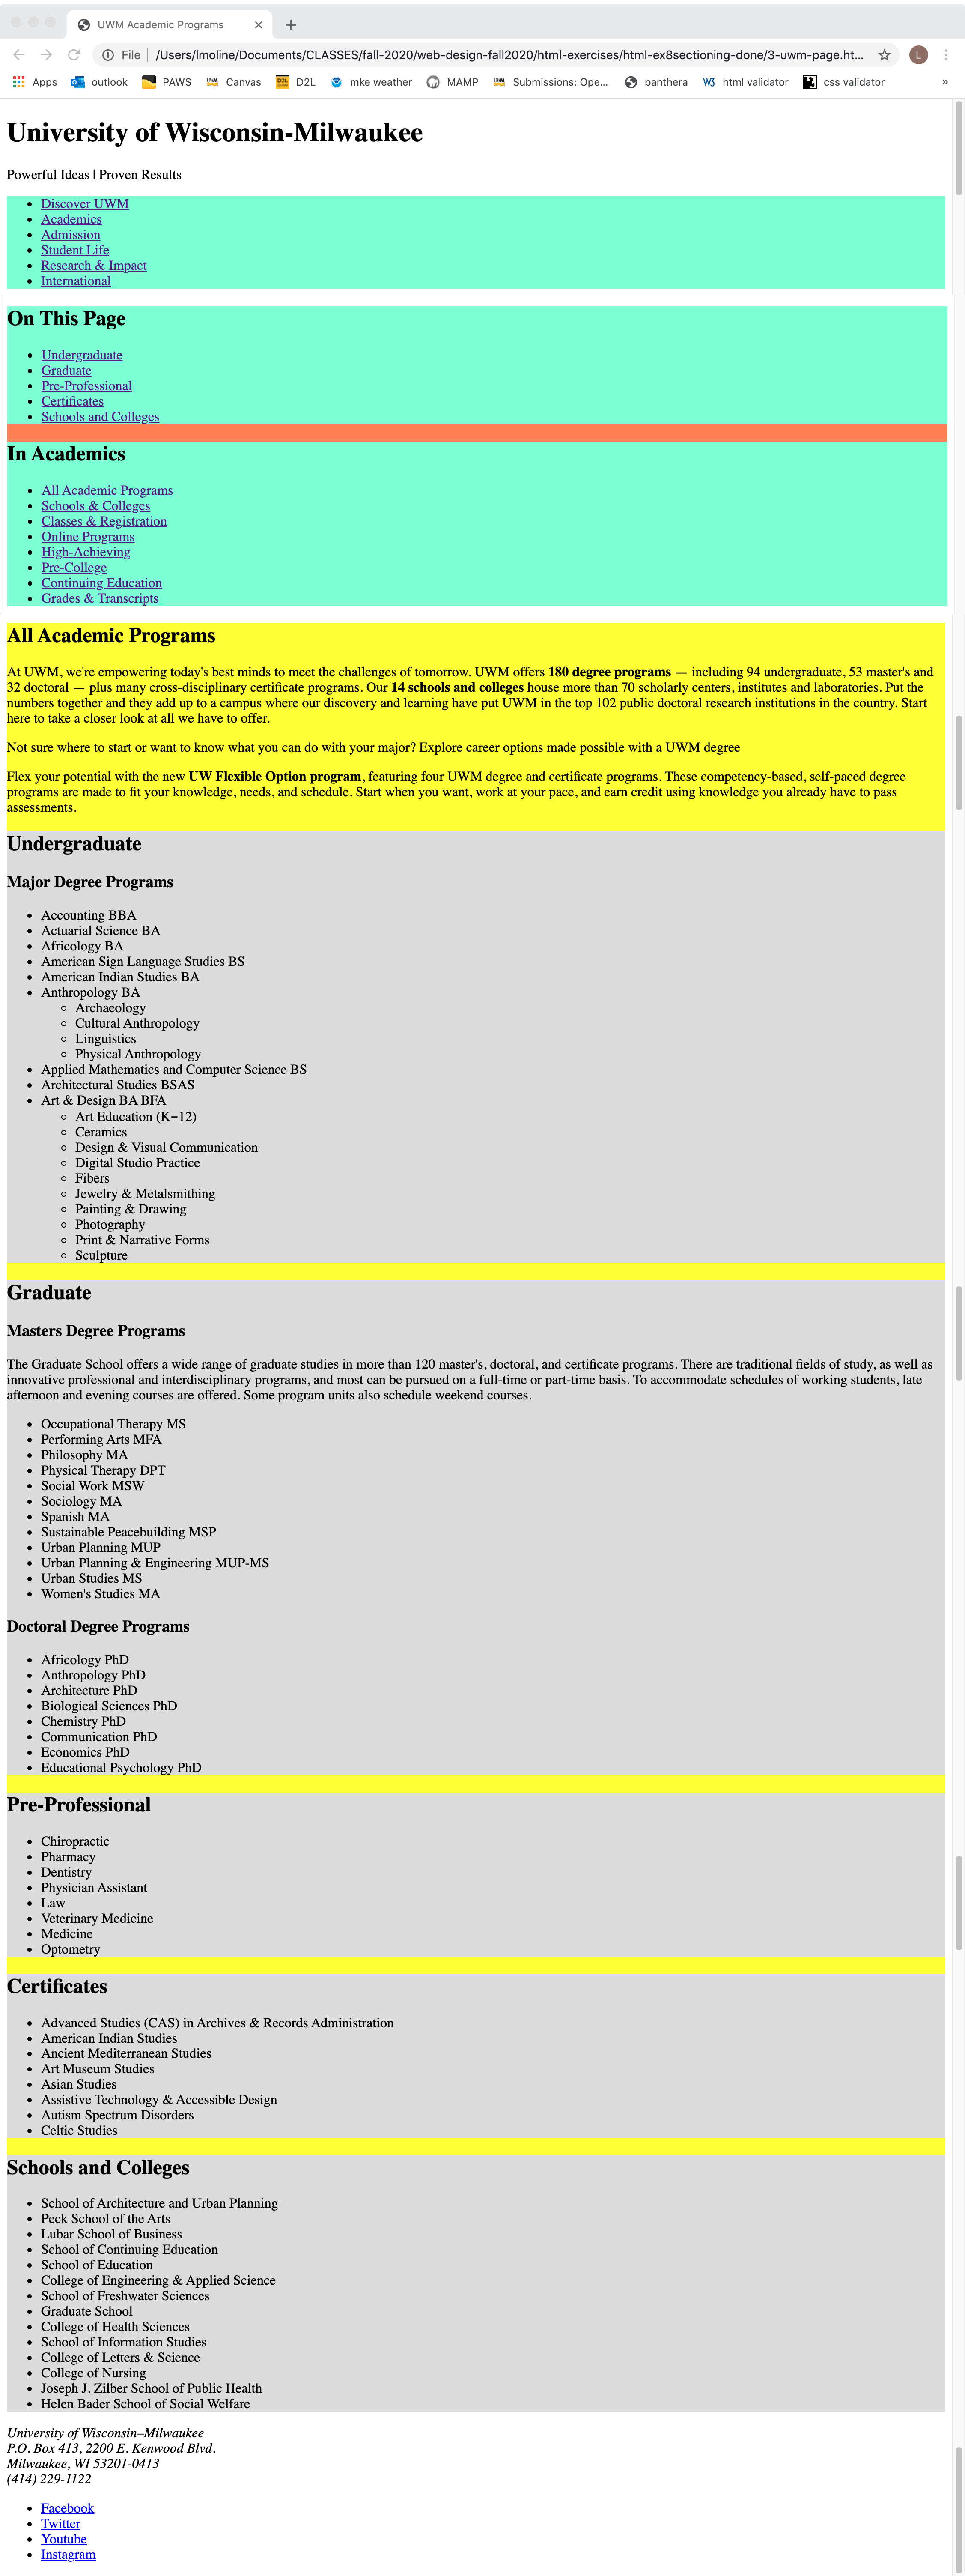 UWM Academic Programs
File | /Users/lmoline/Documents/CLASSES/fall-2020/web-design-fall2020/html-exercises/html-ex8sectioning-done/3-uwm-page.ht...
L
Apps outlook PAWS Canvas D2L mke weather MAMP Submissions: Ope... panthera html validator css validator »
University of Wisconsin-Milwaukee
Powerful Ideas | Proven Results
• Discover UWM
• Academics
• Admission
• Student Life
• Research & Impact
• International
On This Page
• Undergraduate
• Graduate
• Pre-Professional
• Certificates
• Schools and Colleges
In Academics
• All Academic Programs
• Schools & Colleges
• Classes & Registration
• Online Programs
• High-Achieving
• Pre-College
• Continuing Education
• Grades & Transcripts
All Academic Programs
At UWM, we're empowering today's best minds to meet the challenges of tomorrow. UWM offers 180 degree programs — including 94 undergraduate, 53 master's and
32 doctoral — plus many cross-disciplinary certificate programs. Our 14 schools and colleges house more than 70 scholarly centers, institutes and laboratories. Put the
numbers together and they add up to a campus where our discovery and learning have put UWM in the top 102 public doctoral research institutions in the country. Start
here to take a closer look at all we have to offer.
Not sure where to start or want to know what you can do with your major? Explore career options made possible with a UWM degree
Flex your potential with the new UW Flexible Option program, featuring four UWM degree and certificate programs. These competency-based, self-paced degree
programs are made to fit your knowledge, needs, and schedule. Start when you want, work at your pace, and earn credit using knowledge you already have to pass
assessments.
Undergraduate
Major Degree Programs
• Accounting BBA
• Actuarial Science BA
• Africology BA
• American Sign Language Studies BS
• American Indian Studies BA
• Anthropology BA
◦ Archaeology
◦ Cultural Anthropology
◦ Linguistics
◦ Physical Anthropology
• Applied Mathematics and Computer Science BS
• Architectural Studies BSAS
• Art & Design BA BFA
◦ Art Education (K−12)
◦ Ceramics
◦ Design & Visual Communication
◦ Digital Studio Practice
◦ Fibers
◦ Jewelry & Metalsmithing
◦ Painting & Drawing
◦ Photography
◦ Print & Narrative Forms
◦ Sculpture
Graduate
Masters Degree Programs
The Graduate School offers a wide range of graduate studies in more than 120 master's, doctoral, and certificate programs. There are traditional fields of study, as well as
innovative professional and interdisciplinary programs, and most can be pursued on a full-time or part-time basis. To accommodate schedules of working students, late
afternoon and evening courses are offered. Some program units also schedule weekend courses.
• Occupational Therapy MS
• Performing Arts MFA
• Philosophy MA
• Physical Therapy DPT
• Social Work MSW
• Sociology MA
• Spanish MA
• Sustainable Peacebuilding MSP
• Urban Planning MUP
• Urban Planning & Engineering MUP-MS
• Urban Studies MS
• Women's Studies MA
Doctoral Degree Programs
• Africology PhD
• Anthropology PhD
• Architecture PhD
• Biological Sciences PhD
• Chemistry PhD
• Communication PhD
• Economics PhD
• Educational Psychology PhD
Pre-Professional
• Chiropractic
• Pharmacy
• Dentistry
• Physician Assistant
• Law
• Veterinary Medicine
• Medicine
• Optometry
Certificates
• Advanced Studies (CAS) in Archives & Records Administration
• American Indian Studies
• Ancient Mediterranean Studies
• Art Museum Studies
• Asian Studies
• Assistive Technology & Accessible Design
• Autism Spectrum Disorders
• Celtic Studies
Schools and Colleges
• School of Architecture and Urban Planning
• Peck School of the Arts
• Lubar School of Business
• School of Continuing Education
• School of Education
• College of Engineering & Applied Science
• School of Freshwater Sciences
• Graduate School
• College of Health Sciences
• School of Information Studies
• College of Letters & Science
• College of Nursing
• Joseph J. Zilber School of Public Health
• Helen Bader School of Social Welfare
University of Wisconsin–Milwaukee
P.O. Box 413, 2200 E. Kenwood Blvd.
Milwaukee, WI 53201-0413
(414) 229-1122
• Facebook
• Twitter
• Youtube
• Instagram